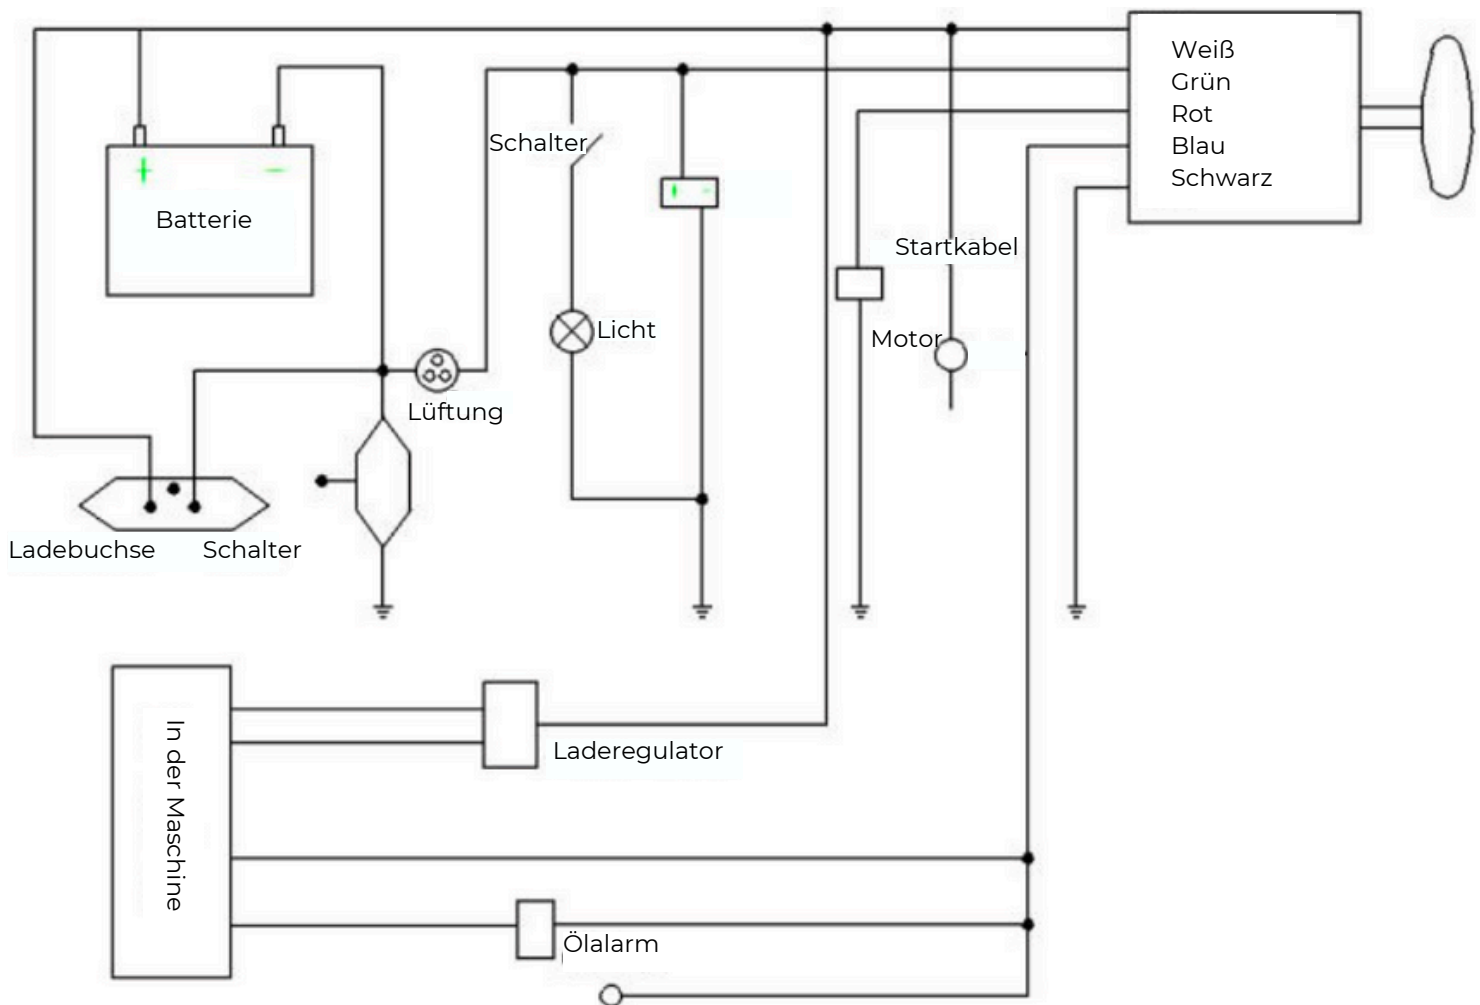 Weiß
Grün
Rot
Blau
Schwarz
Schalter
+ -
Batterie
Startkabel
Licht
Motor
Lüftung
Ladebuchse
Schalter
In der Maschine
Laderegulator
Ölalarm